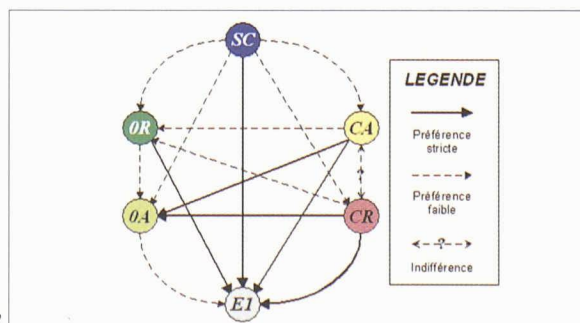 SC
LEGENDE
0R
CA
Préférence
stricte
?
0A
CR
Préférence
faible
?
Indifférence
E1